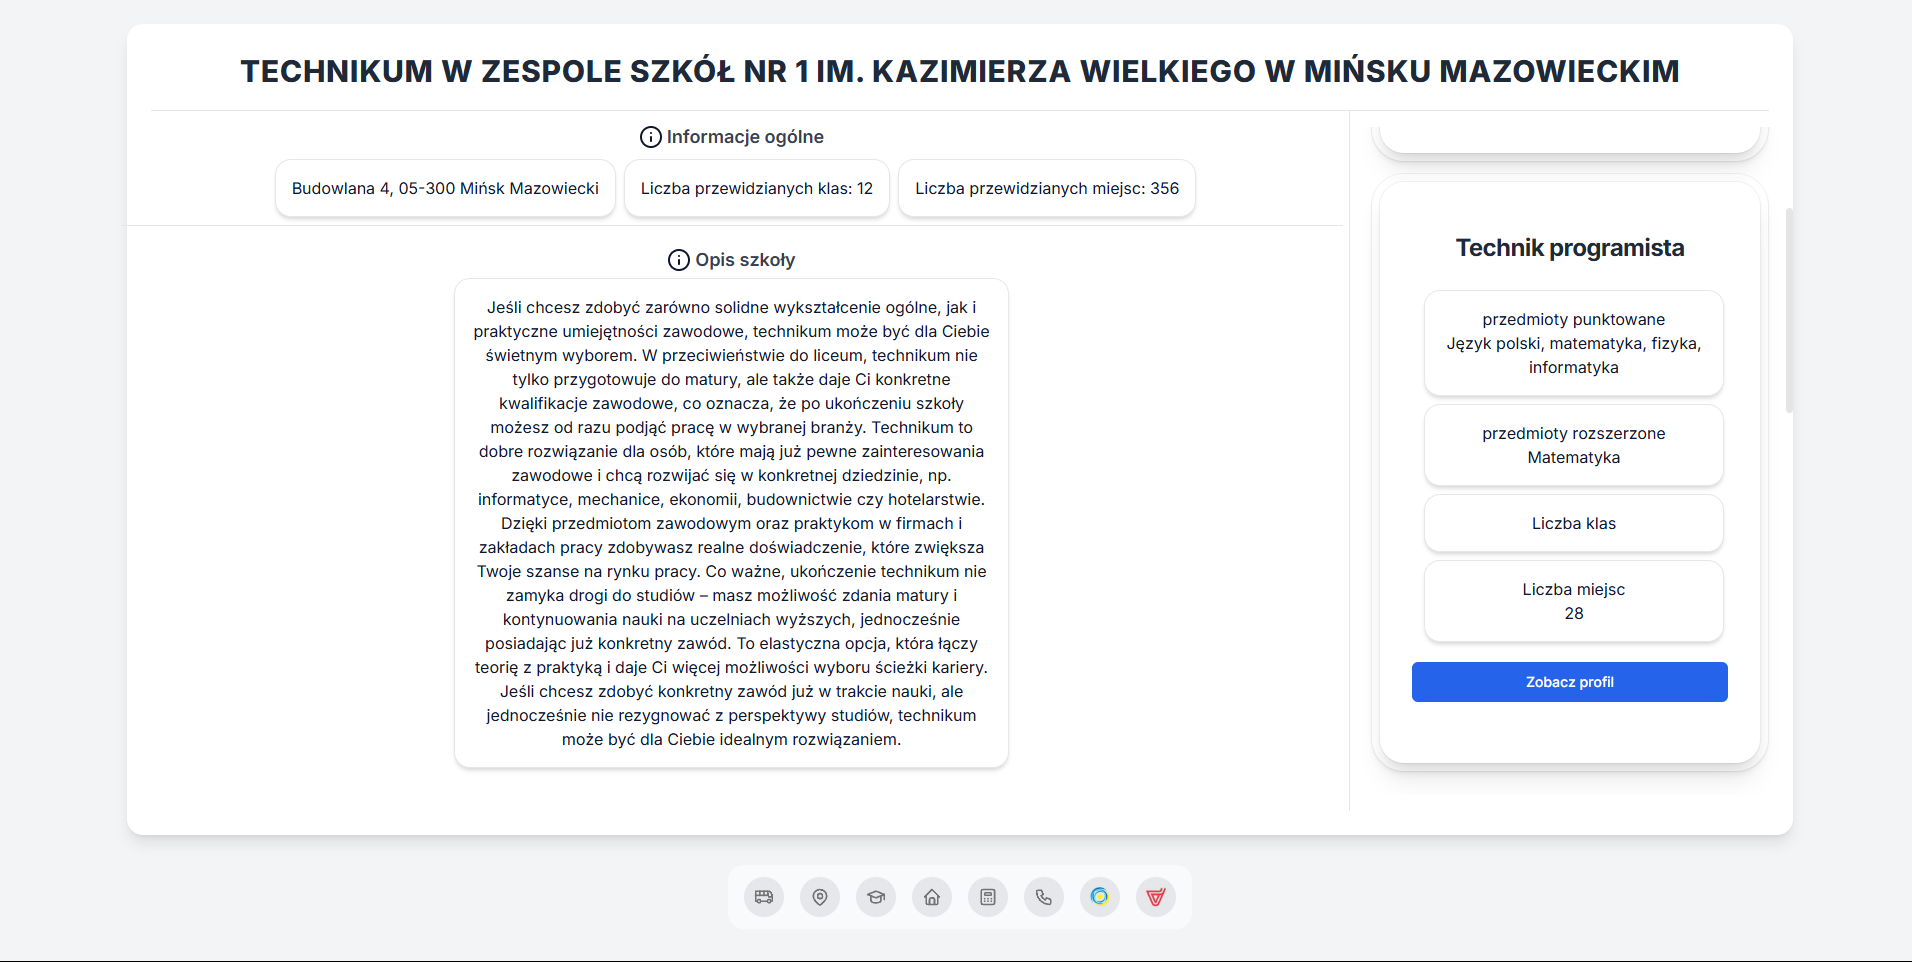 TECHNIKUM W ZESPOLE SZKÓŁ NR 1 IM. KAZIMIERZA WIELKIEGO W MIŃSKU MAZOWIECKIM
Informacje ogólne
Budowlana 4, 05-300 Mińsk Mazowiecki
Liczba przewidzianych klas: 12
Liczba przewidzianych miejsc: 356
Opis szkoły
Jeśli chcesz zdobyć zarówno solidne wykształcenie ogólne, jak i
praktyczne umiejętności zawodowe, technikum może być dla Ciebie
świetnym wyborem. W przeciwieństwie do liceum, technikum nie
tylko przygotowuje do matury, ale także daje Ci konkretne
kwalifikacje zawodowe, co oznacza, że po ukończeniu szkoły
możesz od razu podjąć pracę w wybranej branży. Technikum to
dobre rozwiązanie dla osób, które mają już pewne zainteresowania
zawodowe i chcą rozwijać się w konkretnej dziedzinie, np.
informatyce, mechanice, ekonomii, budownictwie czy hotelarstwie.
Dzięki przedmiotom zawodowym oraz praktykom w firmach i
zakładach pracy zdobywasz realne doświadczenie, które zwiększa
Twoje szanse na rynku pracy. Co ważne, ukończenie technikum nie
zamyka drogi do studiów – masz możliwość zdania matury i
kontynuowania nauki na uczelniach wyższych, jednocześnie
posiadając już konkretny zawód. To elastyczna opcja, która łączy
teorię z praktyką i daje Ci więcej możliwości wyboru ścieżki kariery.
Jeśli chcesz zdobyć konkretny zawód już w trakcie nauki, ale
jednocześnie nie rezygnować z perspektywy studiów, technikum
może być dla Ciebie idealnym rozwiązaniem.
Technik programista
przedmioty punktowane
Język polski, matematyka, fizyka,
informatyka
przedmioty rozszerzone
Matematyka
Liczba klas
Liczba miejsc
28
Zobacz profil